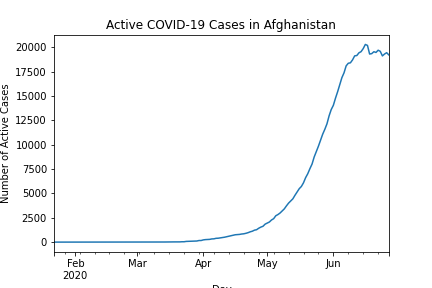 Active COVID-19 Cases in Afghanistan
Number of Active Cases
20000
17500
15000
12500
10000
7500
5000
2500
0
Feb
2020
Mar
Apr
May
Jun